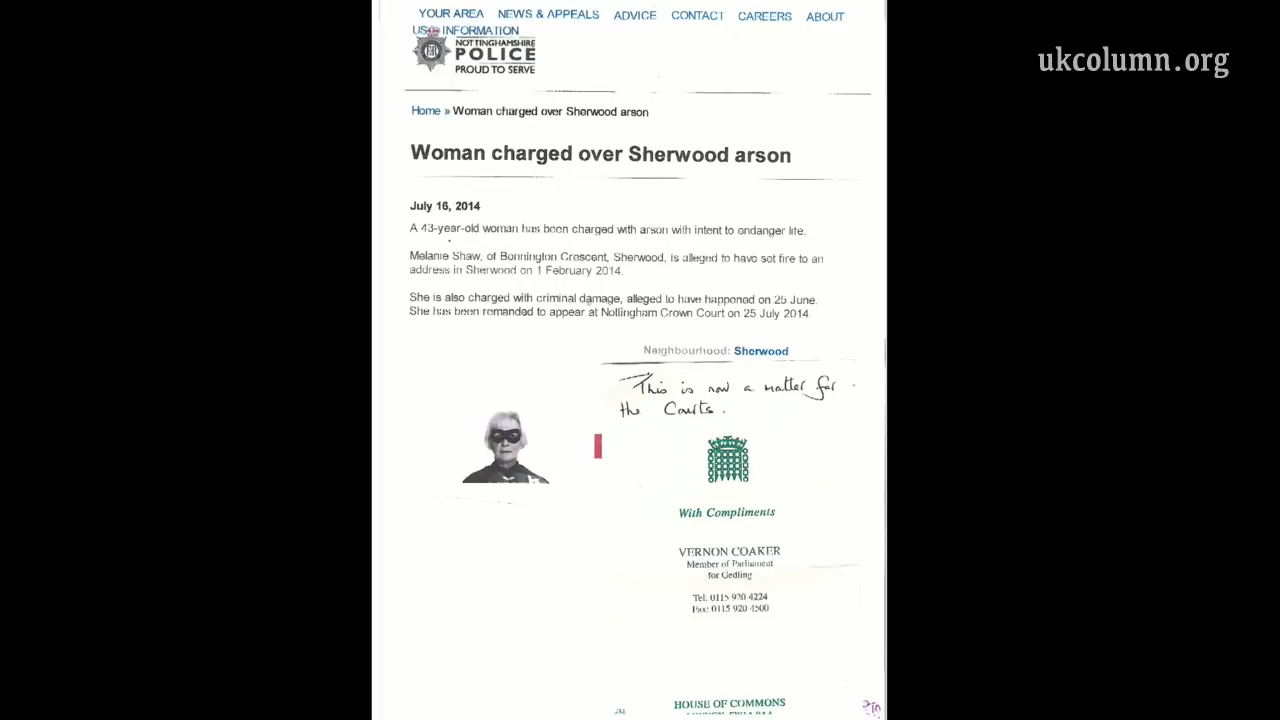 YOUR AREA NEWS & APPEALS ADVICE CONTACT CAREERS ABOUT
US INFORMATION
NOTTINGHAMSHIRE
POLICE
PROUD TO SERVE
ukcolumn.org
Home » Woman charged over Sherwood arson
Woman charged over Sherwood arson
July 16, 2014
A 43-year-old woman has been charged with arson with intent to endanger life.
Melanie Shaw, of Bonnington Crescent, Sherwood, is alleged to have set fire to an
address in Sherwood on 1 February 2014.
She is also charged with criminal damage, alleged to have happened on 25 June.
She has been remanded to appear at Nottingham Crown Court on 25 July 2014
Neighbourhood: Sherwood
This is now a matter for
the Courts.
With Compliments
VERNON COAKER
Member of Parliament
for Gedling
Tel: 0115 920 4224
Fax: 0115 920 4500
HOUSE OF COMMONS